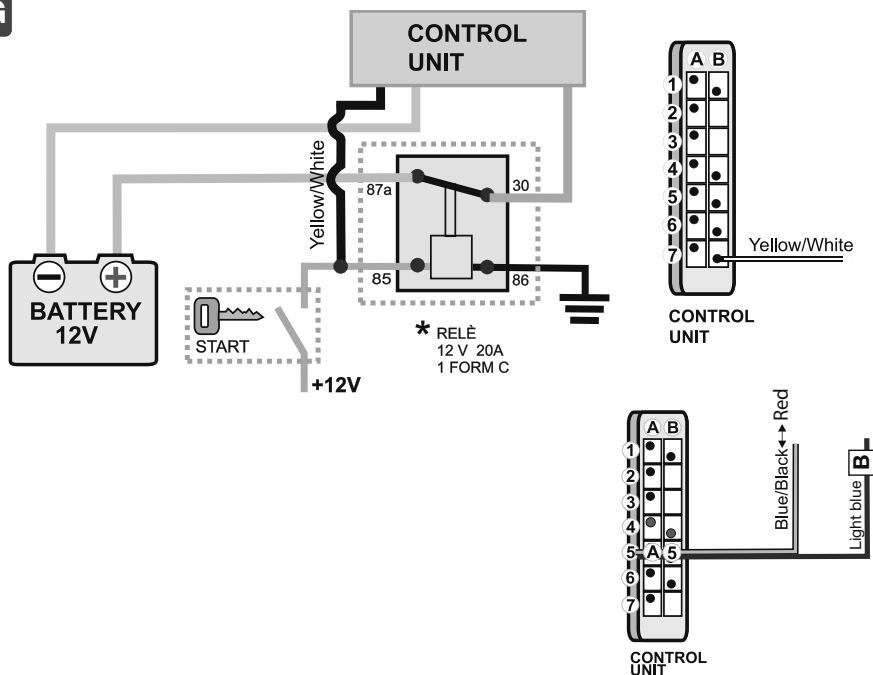 G
CONTROL
UNIT
Yellow/White
87a
30
85
86
BATTERY
12V
START
+12V
* RELÈ
12 V 20A
1 FORM C
A B
1
2
3
4
5
6
7
Yellow/White
CONTROL
UNIT
A B
1
2
3
4
5 A 5
6
7
Blue/Black↔Red
Light blue
B
CONTROL
UNIT